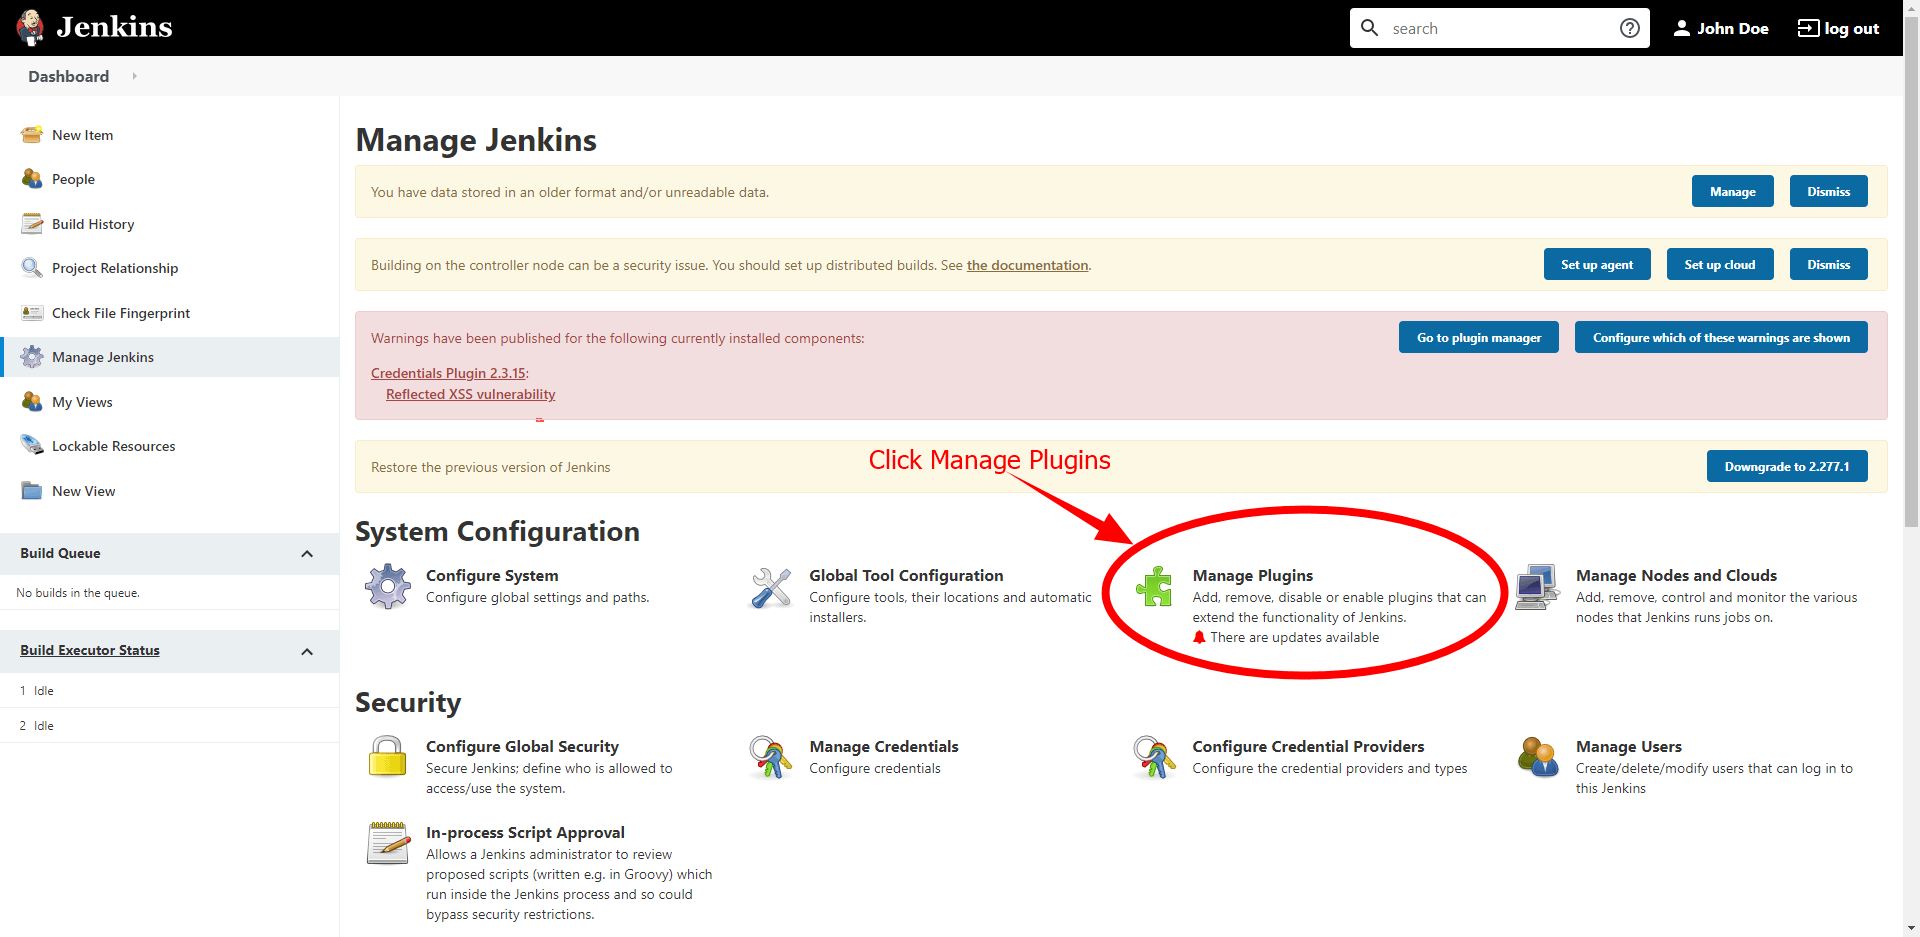 Jenkins
search
John Doe
log out
Dashboard
New Item
People
Build History
Project Relationship
Check File Fingerprint
Manage Jenkins
My Views
Lockable Resources
New View
Build Queue
No builds in the queue.
Build Executor Status
1 Idle
2 Idle
Manage Jenkins
You have data stored in an older format and/or unreadable data.
Manage
Dismiss
Building on the controller node can be a security issue. You should set up distributed builds. See the documentation.
Set up agent
Set up cloud
Dismiss
Warnings have been published for the following currently installed components:
Go to plugin manager
Configure which of these warnings are shown
Credentials Plugin 2.3.15:
Reflected XSS vulnerability
Restore the previous version of Jenkins
Click Manage Plugins
Downgrade to 2.277.1
System Configuration
Configure System
Configure global settings and paths.
Global Tool Configuration
Configure tools, their locations and automatic
installers.
Manage Plugins
Add, remove, disable or enable plugins that can
extend the functionality of Jenkins.
There are updates available
Manage Nodes and Clouds
Add, remove, control and monitor the various
nodes that Jenkins runs jobs on.
Security
Configure Global Security
Secure Jenkins; define who is allowed to
access/use the system.
Manage Credentials
Configure credentials
Configure Credential Providers
Configure the credential providers and types
Manage Users
Create/delete/modify users that can log in to
this Jenkins
In-process Script Approval
Allows a Jenkins administrator to review
proposed scripts (written e.g. in Groovy) which
run inside the Jenkins process and so could
bypass security restrictions.